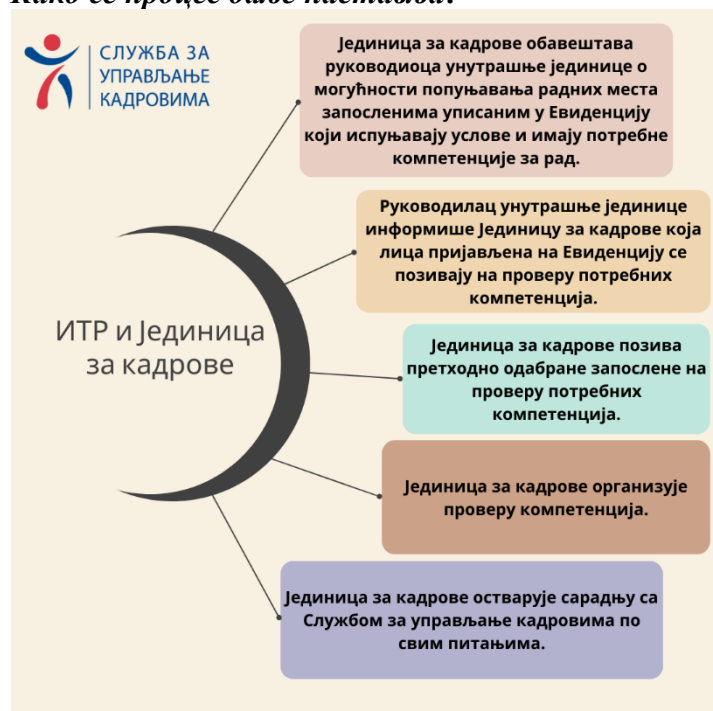 Како се процес даље наставља?
СЛУЖБА ЗА
УПРАВЉАЊЕ
КАДРОВИМА
Јединица за кадрове обавештава
руководиоца унутрашње јединице о
могућности попуњавања радних места
запосленима уписаним у Евиденцију
који испуњавају услове и имају потребне
компетенције за рад.
Руководилац унутрашње јединице
информише Јединицу за кадрове која
лица пријављена на Евиденцију се
позивају на проверу потребних
компетенција.
ИТР и Јединица
за кадрове
Јединица за кадрове позива
претходно одабране запослене на
проверу потребних
компетенција.
Јединица за кадрове организује
проверу компетенција.
Јединица за кадрове остварује сарадњу са
Службом за управљање кадровима по
свим питањима.